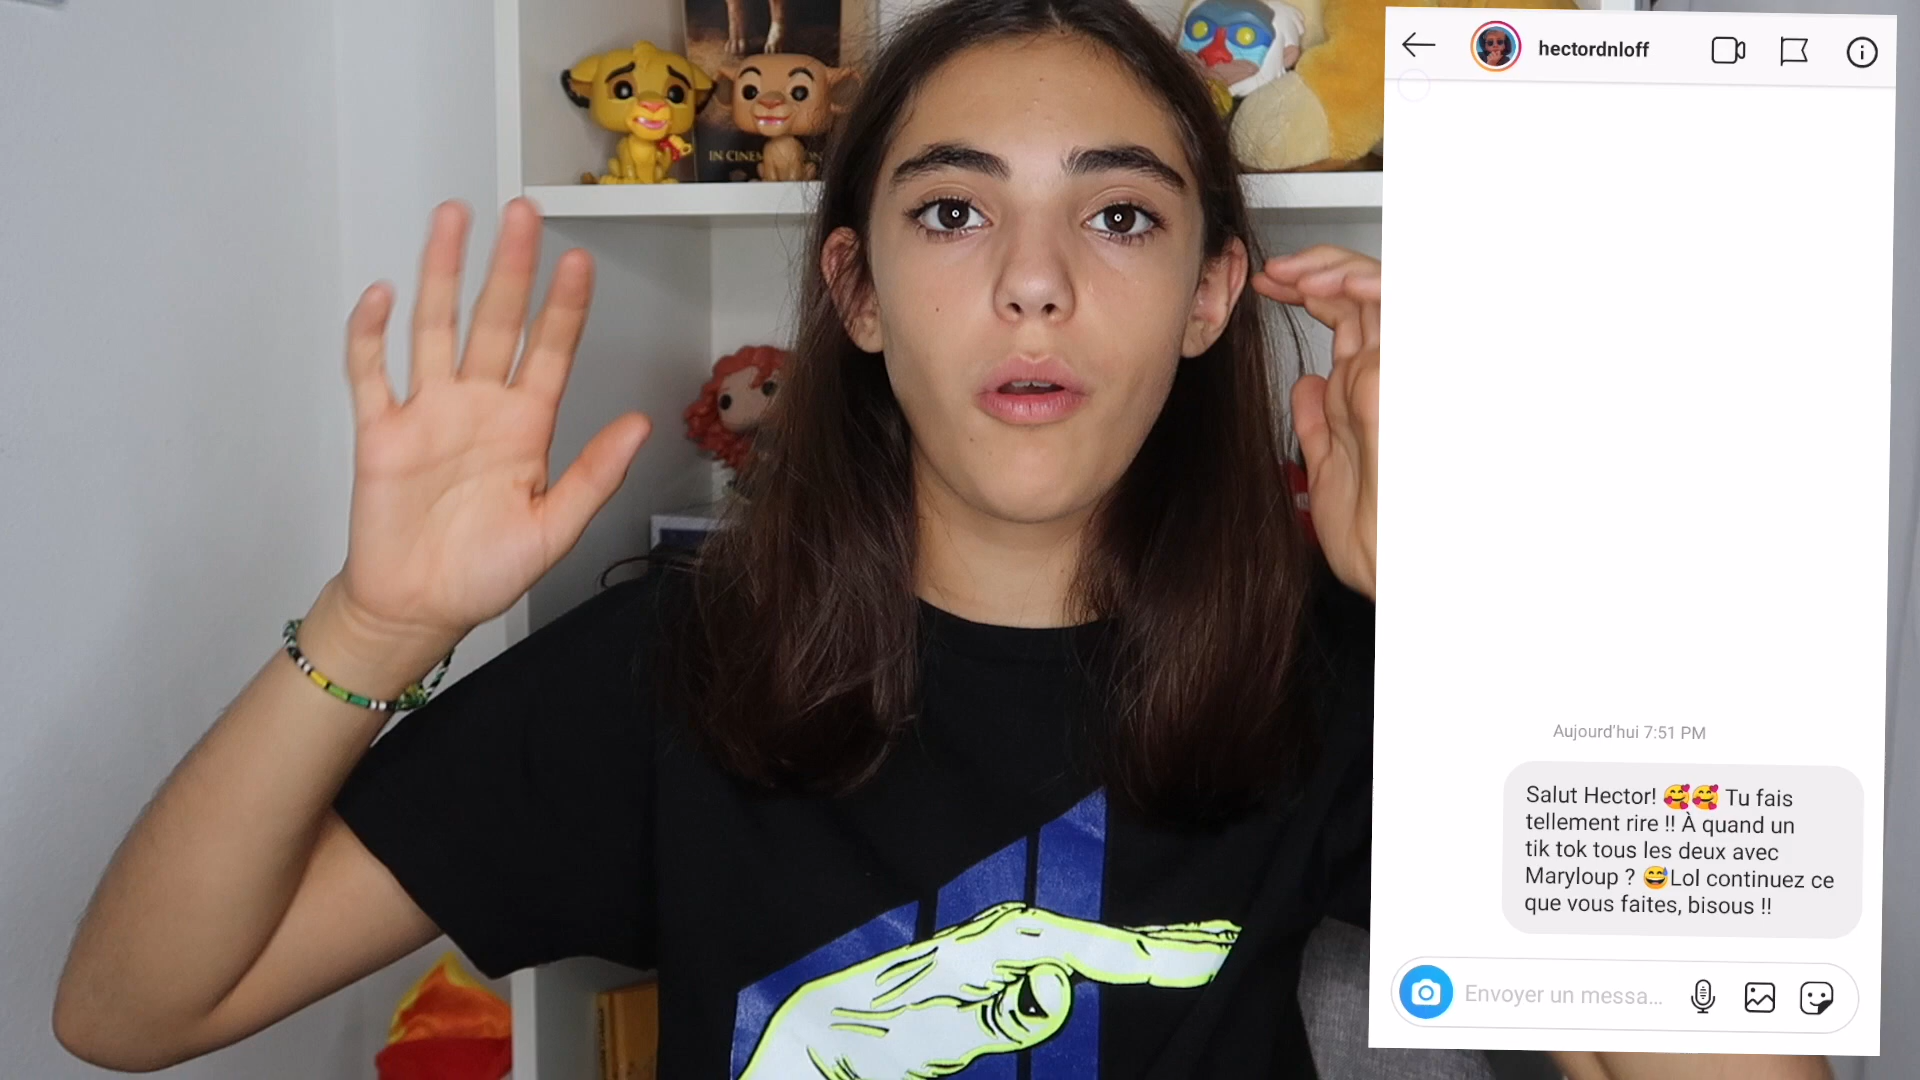 IN CINEM
hectordnloff
Aujourd'hui 7:51 PM
Salut Hector! 🥰🥰 Tu fais
tellement rire !! À quand un
tik tok tous les deux avec
Maryloup ? 😅Lol continuez ce
que vous faites, bisous !!
Envoyer un messa...